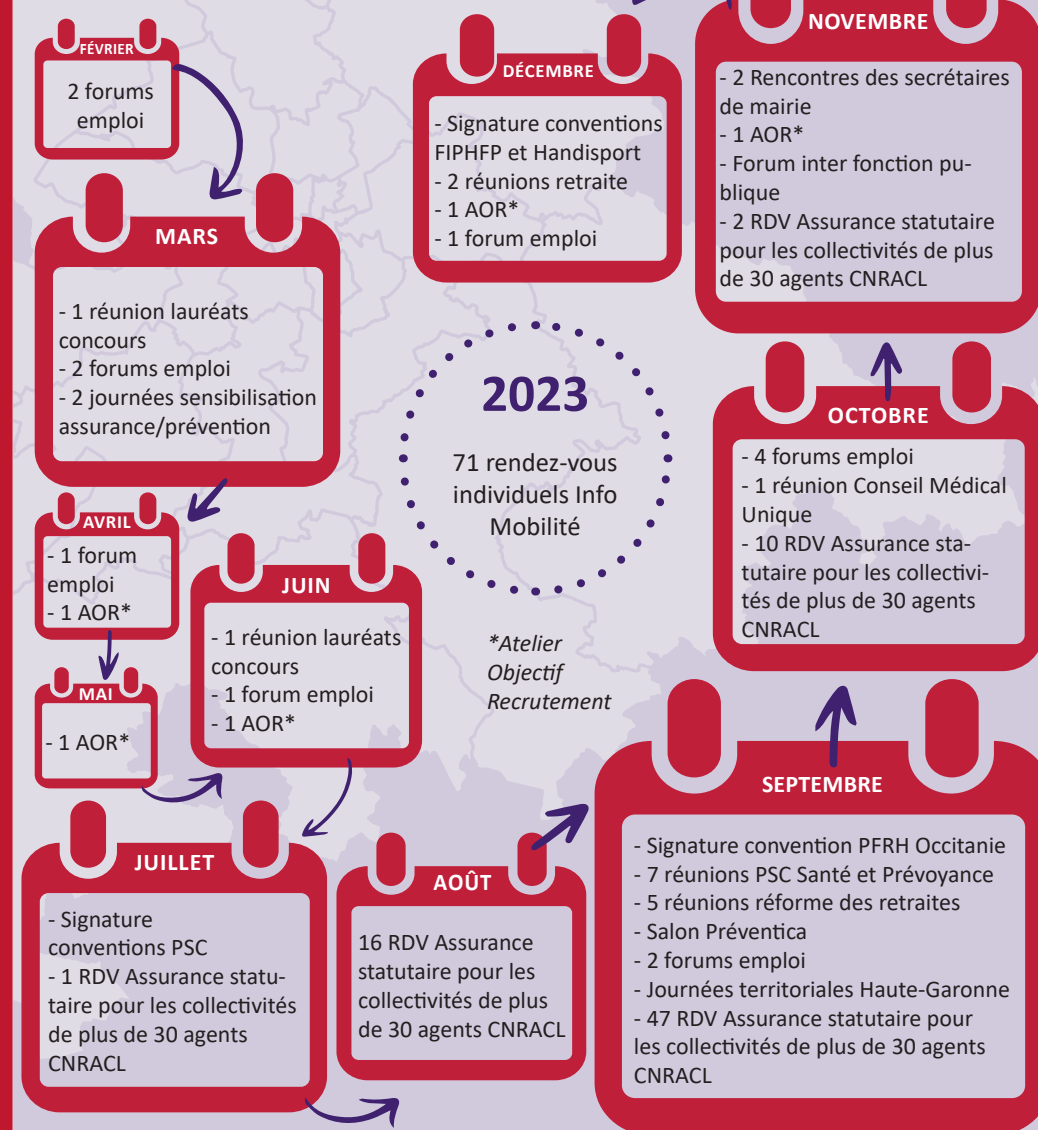 FÉVRIER
2 forums
emploi
MARS
- 1 réunion lauréats
concours
- 2 forums emploi
- 2 journées sensibilisation
assurance/prévention
AVRIL
- 1 forum
emploi
- 1 AOR*
MAI
- 1 AOR*
JUIN
- 1 réunion lauréats
concours
- 1 forum emploi
- 1 AOR*
JUILLET
- Signature
conventions PSC
- 1 RDV Assurance statu-
taire pour les collectivités
de plus de 30 agents
CNRACL
AOÛT
16 RDV Assurance
statutaire pour les
collectivités de plus
de 30 agents CNRACL
SEPTEMBRE
- Signature convention PFRH Occitanie
- 7 réunions PSC Santé et Prévoyance
- 5 réunions réforme des retraites
- Salon Préventica
- 2 forums emploi
- Journées territoriales Haute-Garonne
- 47 RDV Assurance statutaire pour
les collectivités de plus de 30 agents
CNRACL
OCTOBRE
- 4 forums emploi
- 1 réunion Conseil Médical
Unique
- 10 RDV Assurance sta-
tutaire pour les collectivi-
tés de plus de 30 agents
CNRACL
NOVEMBRE
- 2 Rencontres des secrétaires
de mairie
- 1 AOR*
- Forum inter fonction pu-
blique
- 2 RDV Assurance statutaire
pour les collectivités de plus
de 30 agents CNRACL
DÉCEMBRE
- Signature conventions
FIPHFP et Handisport
- 2 réunions retraite
- 1 AOR*
- 1 forum emploi
2023
71 rendez-vous
individuels Info
Mobilité
*Atelier
Objectif
Recrutement